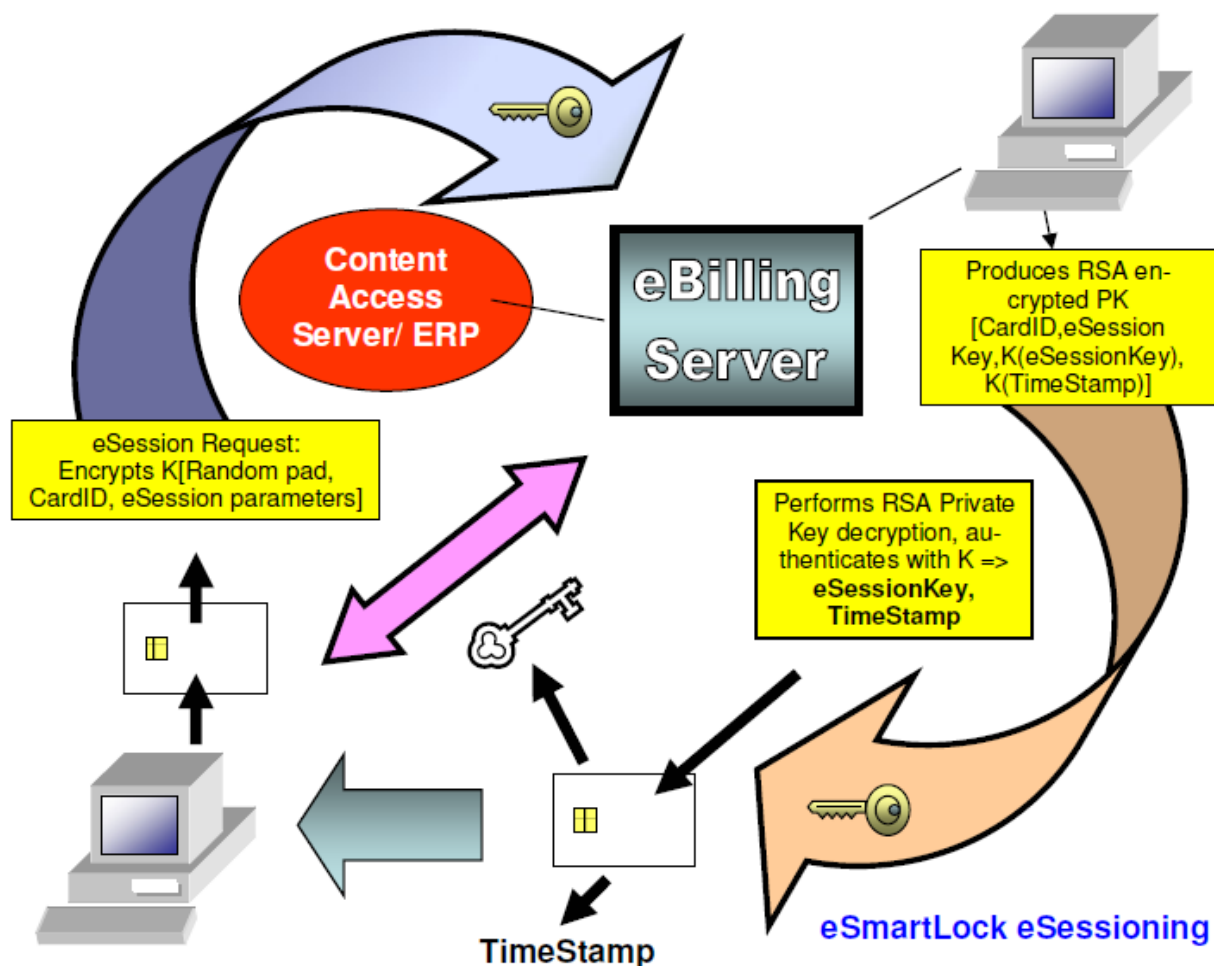 Content
Access
Server/ ERP
eBilling
Server
Produces RSA en-
crypted PK
[CardID,eSession
Key,K(eSessionKey),
K(TimeStamp)]
eSession Request:
Encrypts K[Random pad,
CardID, eSession parameters]
Performs RSA Private
Key decryption, au-
thenticates with K =>
eSessionKey,
TimeStamp
TimeStamp
eSmartLock eSessioning